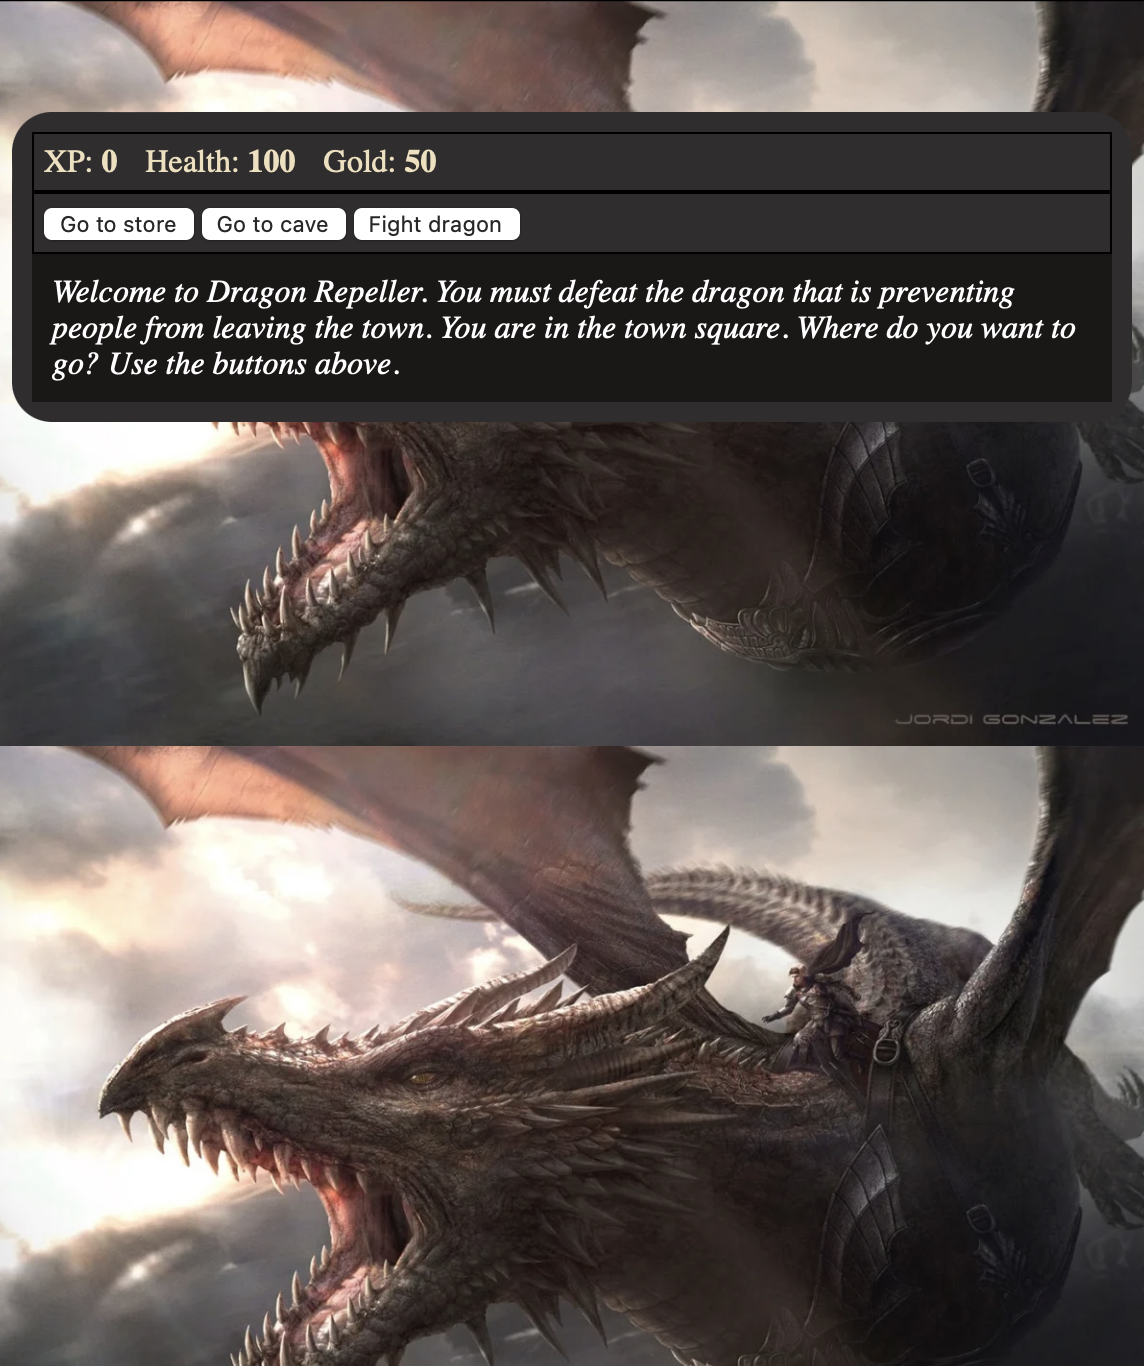 XP: 0 Health: 100 Gold: 50
Go to store Go to cave Fight dragon
Welcome to Dragon Repeller. You must defeat the dragon that is preventing
people from leaving the town. You are in the town square. Where do you want to
go? Use the buttons above.
JORDI GONZALEZ